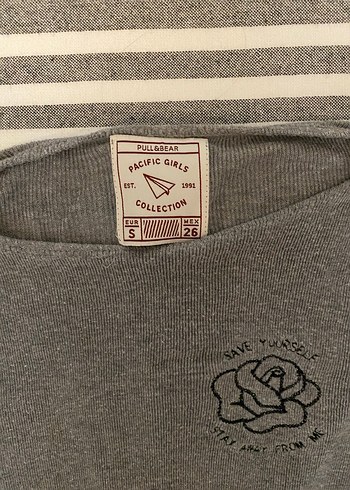 PULL&BEAR
PACIFIC GIRLS
EST. 1991
COLLECTION
EUR MEX
S 26
SAVE YOURSELF
STAY AWAY FROM ME